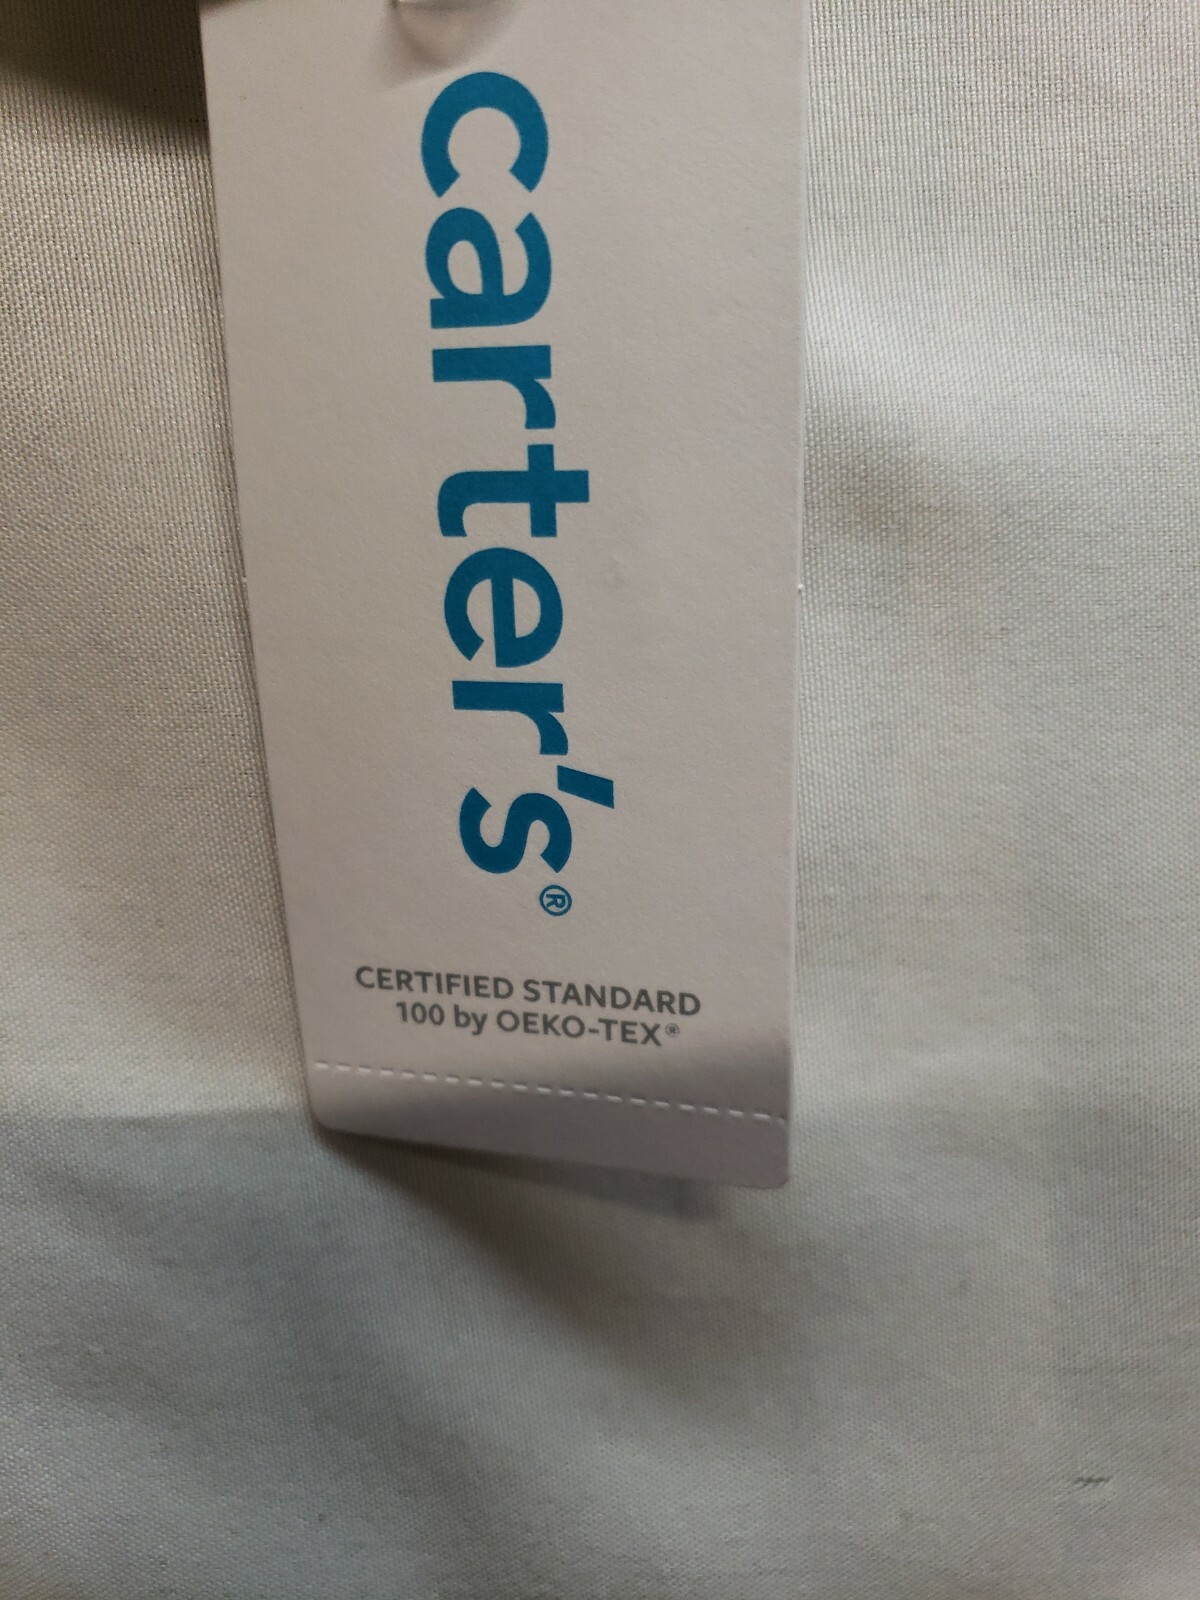 carter's®
CERTIFIED STANDARD
100 by OEKO-TEX®